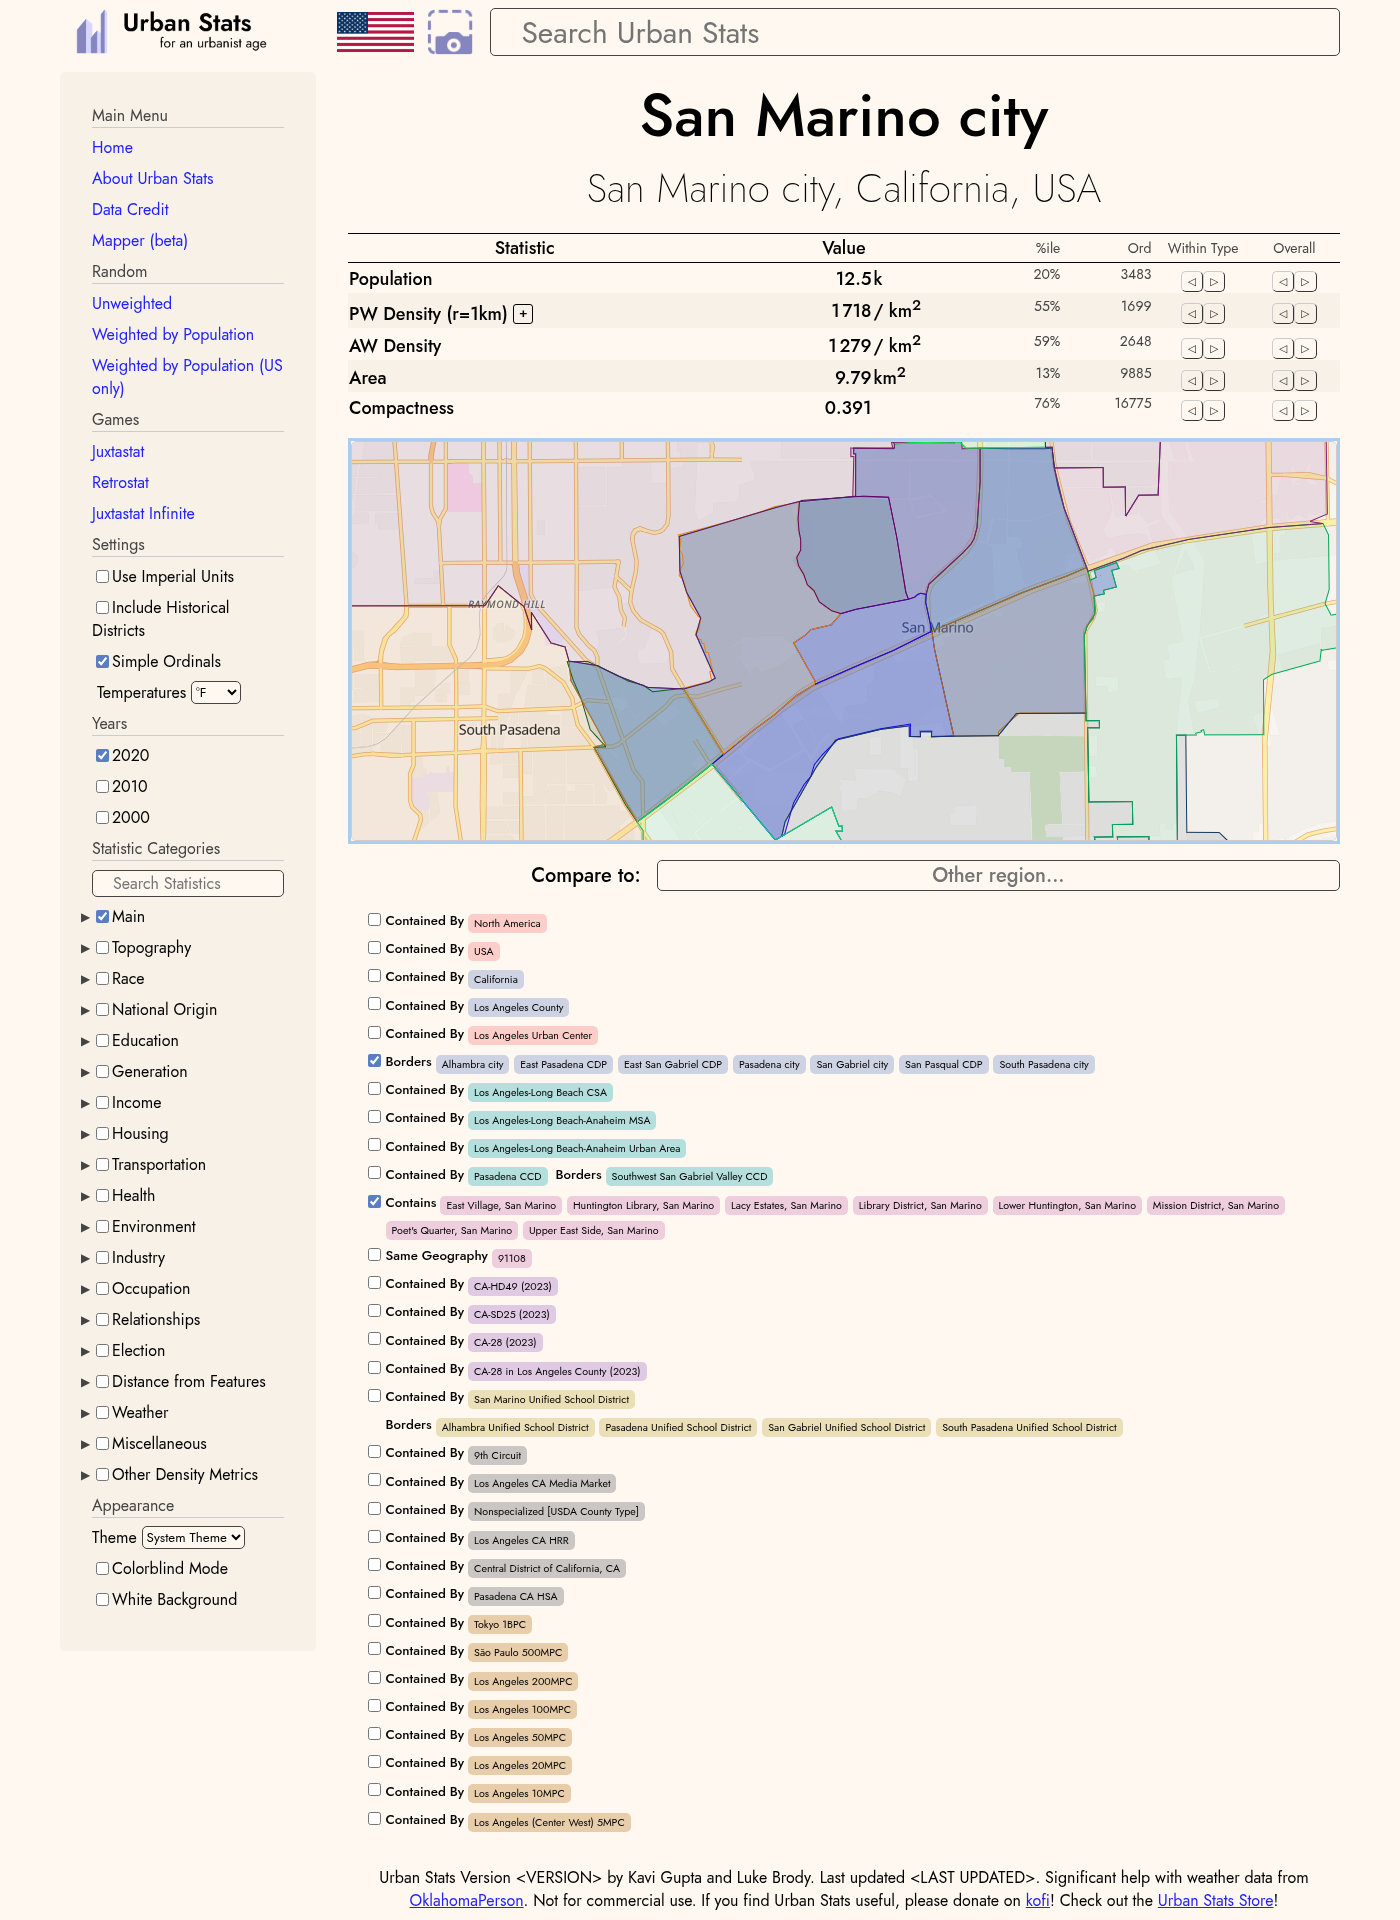 Urban Stats
for an urbanist age
Search Urban Stats
Main Menu
Home
About Urban Stats
Data Credit
Mapper (beta)
Random
Unweighted
Weighted by Population
Weighted by Population (US
only)
Games
Juxtastat
Retrostat
Juxtastat Infinite
Settings
Use Imperial Units
Include Historical
Districts
Simple Ordinals
Temperatures °F
Years
2020
2010
2000
Statistic Categories
Search Statistics
Main
Topography
Race
National Origin
Education
Generation
Income
Housing
Transportation
Health
Environment
Industry
Occupation
Relationships
Election
Distance from Features
Weather
Miscellaneous
Other Density Metrics
Appearance
Theme System Theme
Colorblind Mode
White Background
San Marino city
San Marino city, California, USA
Statistic Value %ile Ord Within Type Overall
Population 12.5k 20% 3483
PW Density (r=1km) + 1718 / km² 55% 1699
AW Density 1279 / km² 59% 2648
Area 9.79 km² 13% 9885
Compactness 0.391 76% 16775
RAYMOND HILL
San Marino
South Pasadena
Compare to: Other region...
Contained By North America
Contained By USA
Contained By California
Contained By Los Angeles County
Contained By Los Angeles Urban Center
Borders Alhambra city East Pasadena CDP East San Gabriel CDP Pasadena city San Gabriel city San Pasqual CDP South Pasadena city
Contained By Los Angeles-Long Beach CSA
Contained By Los Angeles-Long Beach-Anaheim MSA
Contained By Los Angeles-Long Beach-Anaheim Urban Area
Contained By Pasadena CCD Borders Southwest San Gabriel Valley CCD
Contains East Village, San Marino Huntington Library, San Marino Lacy Estates, San Marino Library District, San Marino Lower Huntington, San Marino Mission District, San Marino
Poet's Quarter, San Marino Upper East Side, San Marino
Same Geography 91108
Contained By CA-HD49 (2023)
Contained By CA-SD25 (2023)
Contained By CA-28 (2023)
Contained By CA-28 in Los Angeles County (2023)
Contained By San Marino Unified School District
Borders Alhambra Unified School District Pasadena Unified School District San Gabriel Unified School District South Pasadena Unified School District
Contained By 9th Circuit
Contained By Los Angeles CA Media Market
Contained By Nonspecialized [USDA County Type]
Contained By Los Angeles CA HRR
Contained By Central District of California, CA
Contained By Pasadena CA HSA
Contained By Tokyo 1BPC
Contained By São Paulo 500MPC
Contained By Los Angeles 200MPC
Contained By Los Angeles 100MPC
Contained By Los Angeles 50MPC
Contained By Los Angeles 20MPC
Contained By Los Angeles 10MPC
Contained By Los Angeles (Center West) 5MPC
Urban Stats Version <VERSION> by Kavi Gupta and Luke Brody. Last updated <LAST UPDATED>. Significant help with weather data from
OklahomaPerson. Not for commercial use. If you find Urban Stats useful, please donate on kofi! Check out the Urban Stats Store!